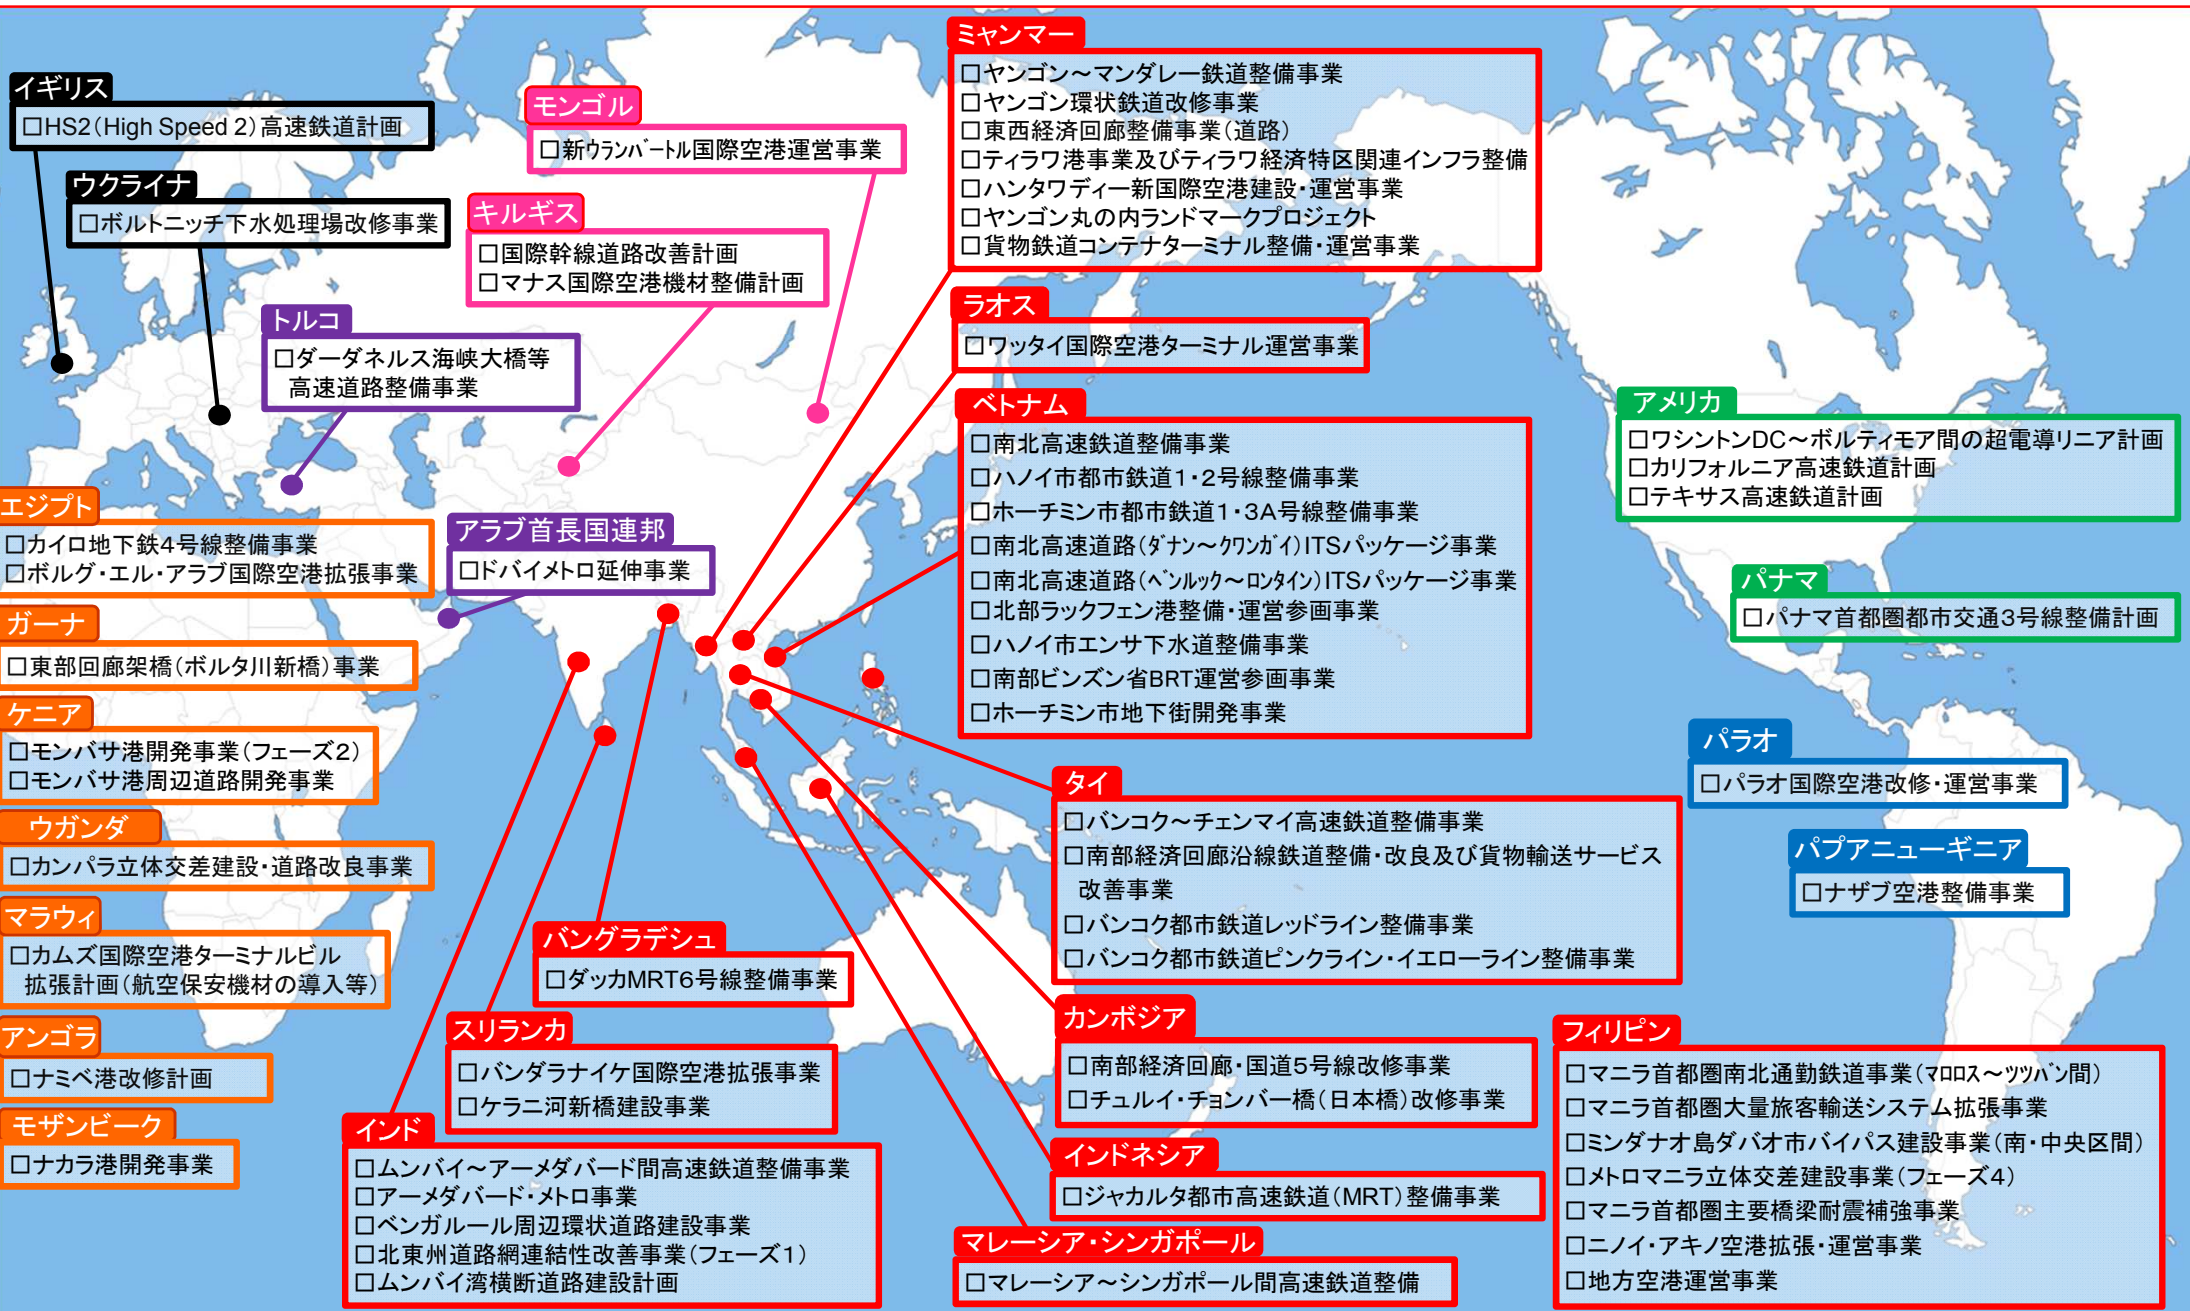 イギリス
□HS2(High Speed 2)高速鉄道計画
ウクライナ
□ボルトニッチ下水処理場改修事業
モンゴル
□新ウランバートル国際空港運営事業
キルギス
□国際幹線道路改善計画
□マナス国際空港機材整備計画
トルコ
□ダーダネルス海峡大橋等
高速道路整備事業
アラブ首長国連邦
□ドバイメトロ延伸事業
エジプト
□カイロ地下鉄4号線整備事業
□ボルグ・エル・アラブ国際空港拡張事業
ガーナ
□東部回廊架橋(ボルタ川新橋)事業
ケニア
□モンバサ港開発事業(フェーズ2)
□モンバサ港周辺道路開発事業
ウガンダ
□カンパラ立体交差建設・道路改良事業
マラウィ
□カムズ国際空港ターミナルビル
拡張計画(航空保安機材の導入等)
アンゴラ
□ナミベ港改修計画
モザンビーク
□ナカラ港開発事業
ミャンマー
□ヤンゴン～マンダレー鉄道整備事業
□ヤンゴン環状鉄道改修事業
□東西経済回廊整備事業(道路)
□ティラワ港事業及びティラワ経済特区関連インフラ整備
□ハンタワディー新国際空港建設・運営事業
□ヤンゴン丸の内ランドマークプロジェクト
□貨物鉄道コンテナターミナル整備・運営事業
ラオス
□ワッタイ国際空港ターミナル運営事業
ベトナム
□南北高速鉄道整備事業
□ハノイ市都市鉄道1・2号線整備事業
□ホーチミン市都市鉄道1・3A号線整備事業
□南北高速道路(ダナン～クワンガイ)ITSパッケージ事業
□南北高速道路(ベンルック～ロンタイン)ITSパッケージ事業
□北部ラックフェン港整備・運営参画事業
□ハノイ市エンサ下水道整備事業
□南部ビンズン省BRT運営参画事業
□ホーチミン市地下街開発事業
タイ
□バンコク～チェンマイ高速鉄道整備事業
□南部経済回廊沿線鉄道整備・改良及び貨物輸送サービス
改善事業
□バンコク都市鉄道レッドライン整備事業
□バンコク都市鉄道ピンクライン・イエローライン整備事業
バングラデシュ
□ダッカMRT6号線整備事業
スリランカ
□バンダラナイケ国際空港拡張事業
□ケラニ河新橋建設事業
インド
□ムンバイ～アーメダバード間高速鉄道整備事業
□アーメダバード・メトロ事業
□ベンガルール周辺環状道路建設事業
□北東州道路網連結性改善事業(フェーズ1)
□ムンバイ湾横断道路建設計画
カンボジア
□南部経済回廊・国道5号線改修事業
□チュルイ・チョンバー橋(日本橋)改修事業
インドネシア
□ジャカルタ都市高速鉄道(MRT)整備事業
マレーシア・シンガポール
□マレーシア～シンガポール間高速鉄道整備
アメリカ
□ワシントンDC～ボルティモア間の超電導リニア計画
□カリフォルニア高速鉄道計画
□テキサス高速鉄道計画
パナマ
□パナマ首都圏都市交通3号線整備計画
パラオ
□パラオ国際空港改修・運営事業
パプアニューギニア
□ナザブ空港整備事業
フィリピン
□マニラ首都圏南北通勤鉄道事業(マロロス～ツツバン間)
□マニラ首都圏大量旅客輸送システム拡張事業
□ミンダナオ島ダバオ市バイパス建設事業(南・中央区間)
□メトロマニラ立体交差建設事業(フェーズ4)
□マニラ首都圏主要橋梁耐震補強事業
□ニノイ・アキノ空港拡張・運営事業
□地方空港運営事業